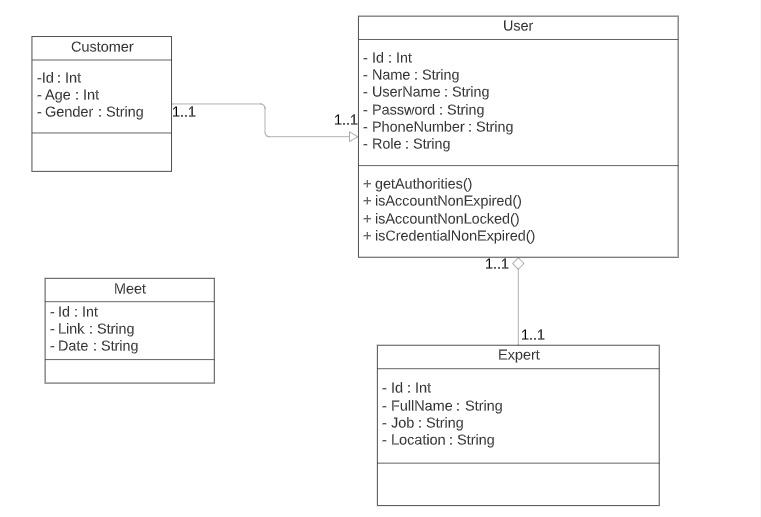 Customer
-Id : Int
- Age : Int
- Gender : String
1..1
1..1
User
- Id : Int
- Name : String
- UserName : String
- Password : String
- PhoneNumber : String
- Role : String
+ getAuthorities()
+ isAccountNonExpired()
+ isAccountNonLocked()
+ isCredentialNonExpired()
1..1
1..1
Meet
- Id : Int
- Link : String
- Date : String
Expert
- Id : Int
- FullName : String
- Job : String
- Location : String